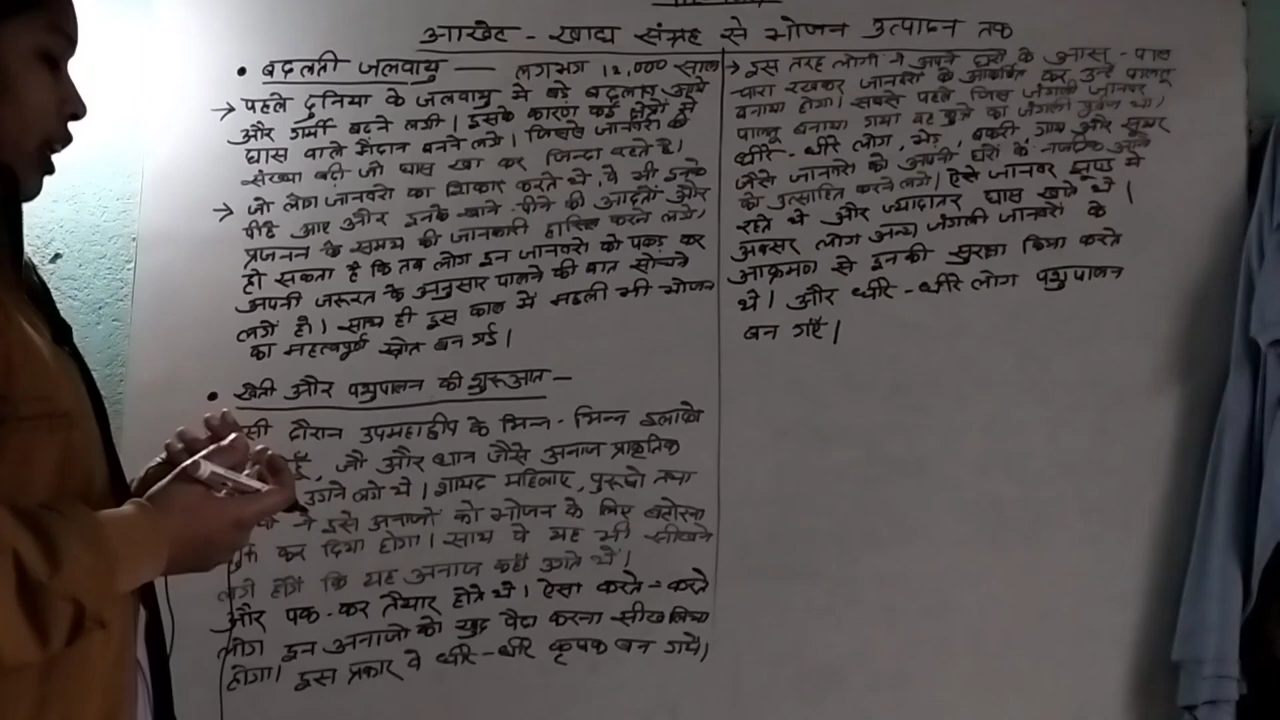 आखेट - खाद्य संग्रह से भोजन उत्पादन तक
• बदलती जलवायु — लगभग 12,000 साल
→ पहले दुनिया के जलवायु में बड़े बदलाव आये
और गर्मी बढ़ने लगी। इसके कारण कई क्षेत्रों में
घास वाले मैदान बनने लगे। जिससे जानवरों की
संख्या बढ़ी जो घास खा कर जिन्दा रहते है।
→ जो लोग जानवरों का शिकार करते थे, वे भी इनके
पीछे आए और इनके खाने पीने की आदतों और
प्रजनन के समय की जानकारी हासिल करने लगे।
हो सकता है कि तब लोग इन जानवरों को पकड़ कर
अपनी जरूरत के अनुसार पालने की बात सोचने
लगे हो। साथ ही इस काल में मछली भी भोजन
का महत्वपूर्ण स्रोत बन गई।
• खेती और पशुपालन की शुरूआत —
सी दौरान उपमहाद्वीप के भिन्न - भिन्न इलाको
, जौ और धान जैसे अनाज प्राकृतिक
उगने लगे थे। शायद महिलाए, पुरूषो तथा
ने इसे अनाजों को भोजन के लिए बटोरना
कर दिया होगा। साथ वे यह भी सीखने
लगे होंगे कि यह अनाज कहाँ उगते थें।
और पक-कर तैयार होते थे। ऐसा करते - करते
लोग इन अनाजो को खुद पैदा करना सीख लिया
होगा। इस प्रकार वे धीरे-धीरे कृषक बन गये।
→ इस तरह लोगों ने अपने घरों के आस - पास
चारा रखकर जानवरों को आकर्षित कर उन्हें पालतू
बनाया होगा। सबसे पहले जिस जंगली जानवर
पालतू बनाया गया वह कुत्ते का जंगली पूर्वज था।
धीरे - धीरे लोग, भेड़, बकरी, गाय और सूअर
जैसे जानवरो को अपनी घरों के नजदीक आने
को उत्साहित करने लगे। ऐसे जानवर झुण्ड में
रहते थे और ज्यादातर घास खाते थे।
अक्सर लोग अन्य जंगली जानवरों के
आक्रमण से इनकी सुरक्षा किया करते
थे। और धीरे - धीरे लोग पशुपालन
बन गएँ।